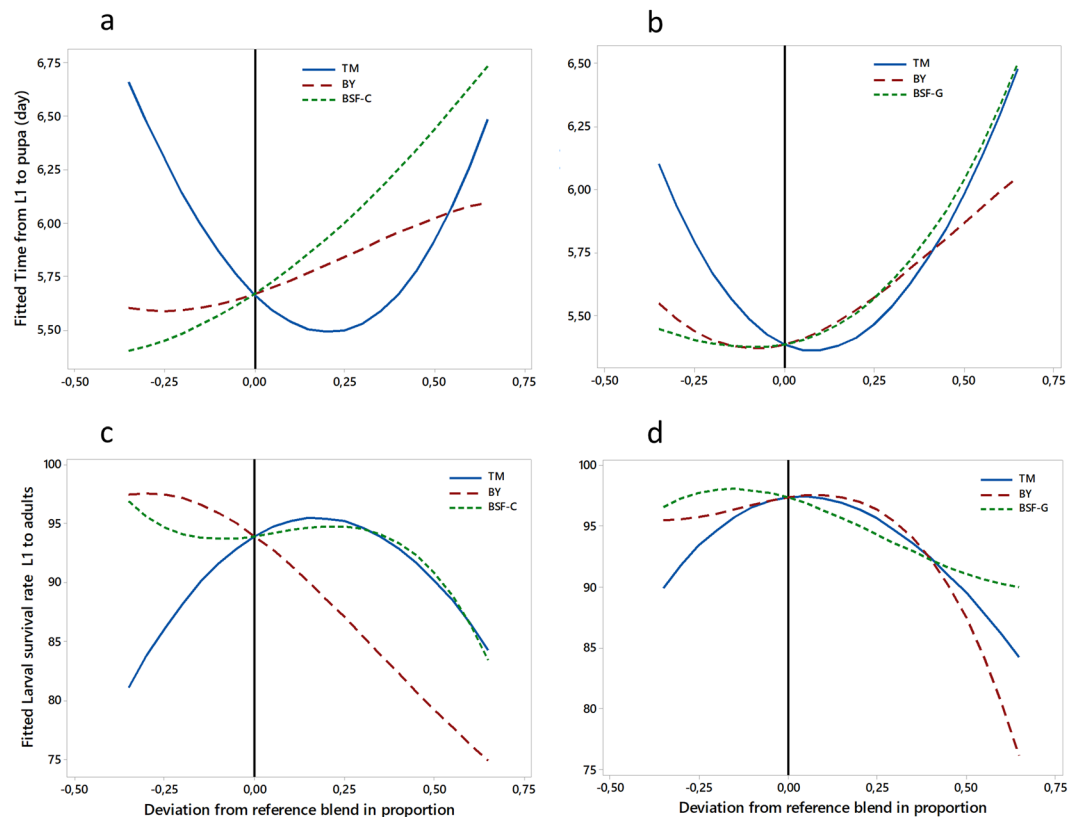 a
b
Fitted Time from L1 to pupa (day)
6,75
6,50
6,25
6,00
5,75
5,50
TM
BY
BSF-C
-0,50
-0,25
0,00
0,25
0,50
0,75
6,50
6,25
6,00
5,75
5,50
TM
BY
BSF-G
-0,50
-0,25
0,00
0,25
0,50
0,75
c
d
Fitted Larval survival rate L1 to adults
100
95
90
85
80
75
TM
BY
BSF-C
-0,50
-0,25
0,00
0,25
0,50
0,75
Deviation from reference blend in proportion
100
95
90
85
80
75
TM
BY
BSF-G
-0,50
-0,25
0,00
0,25
0,50
0,75
Deviation from reference blend in proportion